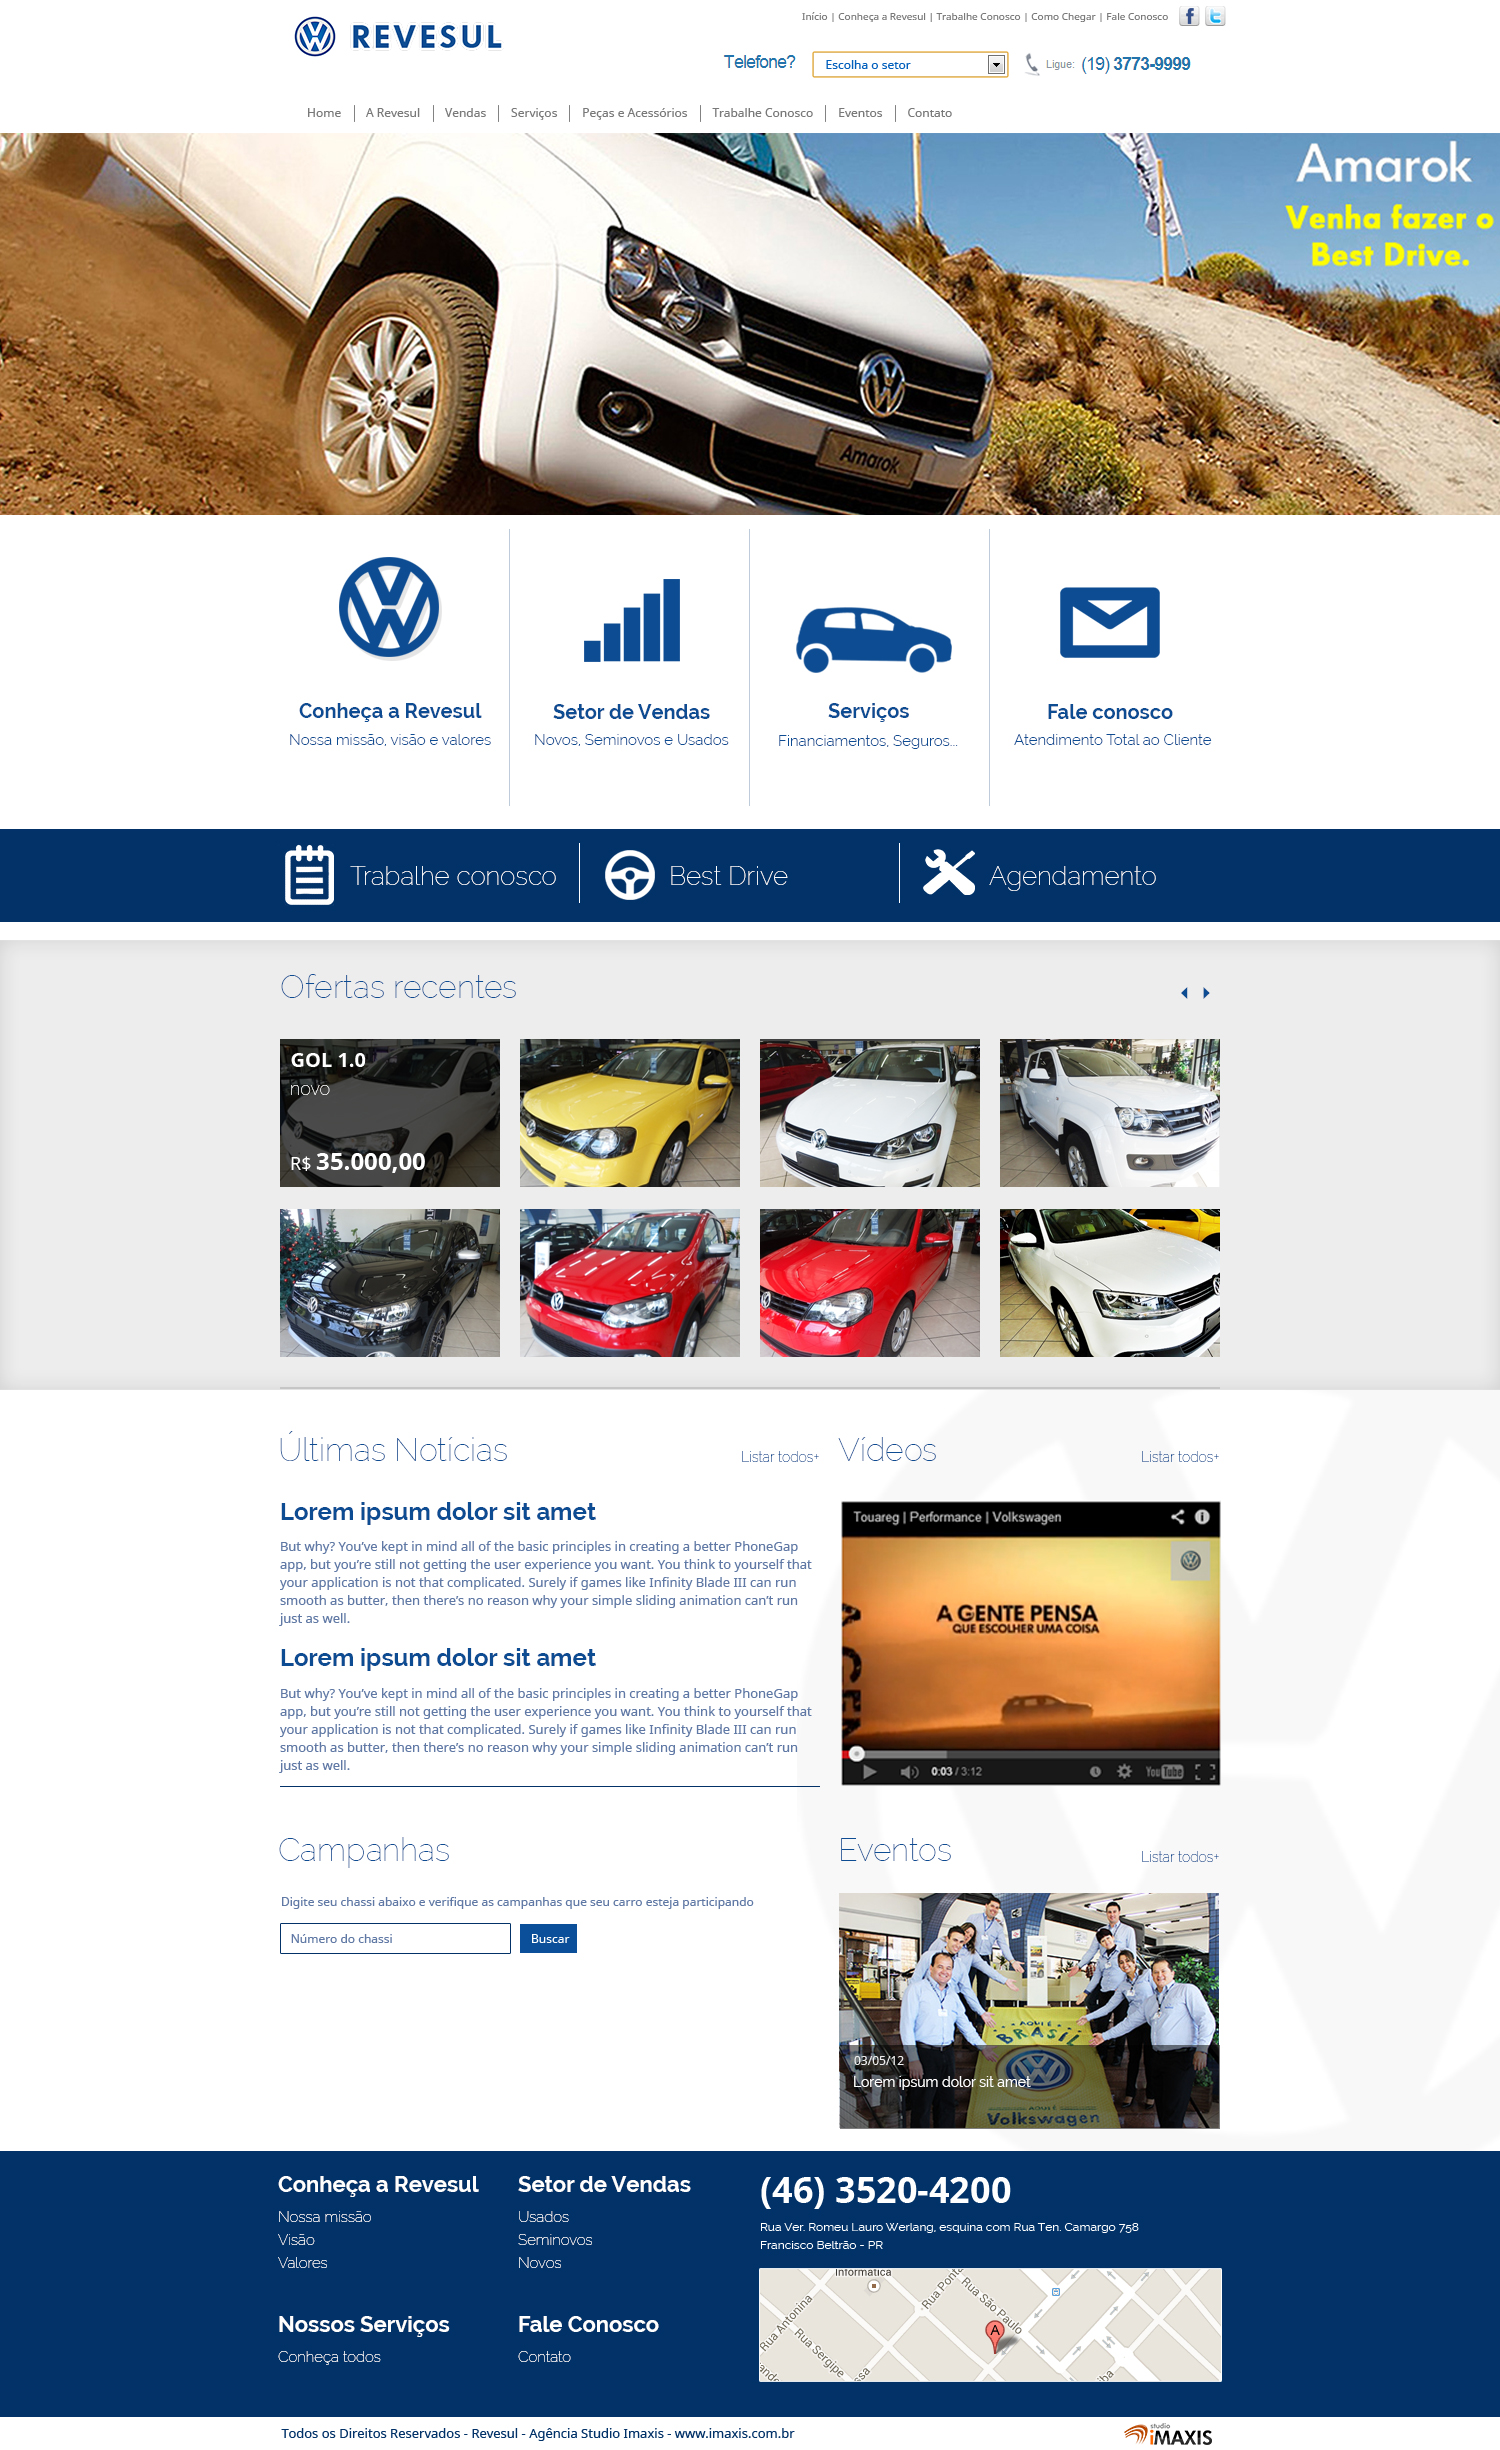 Início | Conheça a Revesul | Trabalhe Conosco | Como Chegar | Fale Conosco
REVESUL
Telefone?
Escolha o setor
Ligue: (19) 3773-9999
Home
A Revesul
Vendas
Serviços
Peças e Acessórios
Trabalhe Conosco
Eventos
Contato
Amarok
Venha fazer o
Best Drive.
Amarok
Conheça a Revesul
Nossa missão, visão e valores
Setor de Vendas
Novos, Seminovos e Usados
Serviços
Financiamentos, Seguros...
Fale conosco
Atendimento Total ao Cliente
Trabalhe conosco
Best Drive
Agendamento
Ofertas recentes
GOL 1.0
novo
R$ 35.000,00
Últimas Notícias
Listar todos+
Lorem ipsum dolor sit amet
But why? You’ve kept in mind all of the basic principles in creating a better PhoneGap
app, but you’re still not getting the user experience you want. You think to yourself that
your application is not that complicated. Surely if games like Infinity Blade III can run
smooth as butter, then there’s no reason why your simple sliding animation can’t run
just as well.
Lorem ipsum dolor sit amet
But why? You’ve kept in mind all of the basic principles in creating a better PhoneGap
app, but you’re still not getting the user experience you want. You think to yourself that
your application is not that complicated. Surely if games like Infinity Blade III can run
smooth as butter, then there’s no reason why your simple sliding animation can’t run
just as well.
Vídeos
Listar todos+
Touareg | Performance | Volkswagen
A GENTE PENSA
QUE ESCOLHER UMA COISA
0:03 / 3:12
YouTube
Campanhas
Digite seu chassi abaixo e verifique as campanhas que seu carro esteja participando
Número do chassi
Buscar
Eventos
Listar todos+
AQUI É
BRASIL
03/05/12
Lorem ipsum dolor sit amet
AQUI É
Volkswagen
Conheça a Revesul
Nossa missão
Visão
Valores
Setor de Vendas
Usados
Seminovos
Novos
Nossos Serviços
Conheça todos
Fale Conosco
Contato
(46) 3520-4200
Rua Ver. Romeu Lauro Werlang, esquina com Rua Ten. Camargo 758
Francisco Beltrão - PR
Informatica
Rua Antonina
Rua Sergipe
Rua Ponta
Rua São Paulo
A
Todos os Direitos Reservados - Revesul - Agência Studio Imaxis - www.imaxis.com.br
studio
iMAXIS